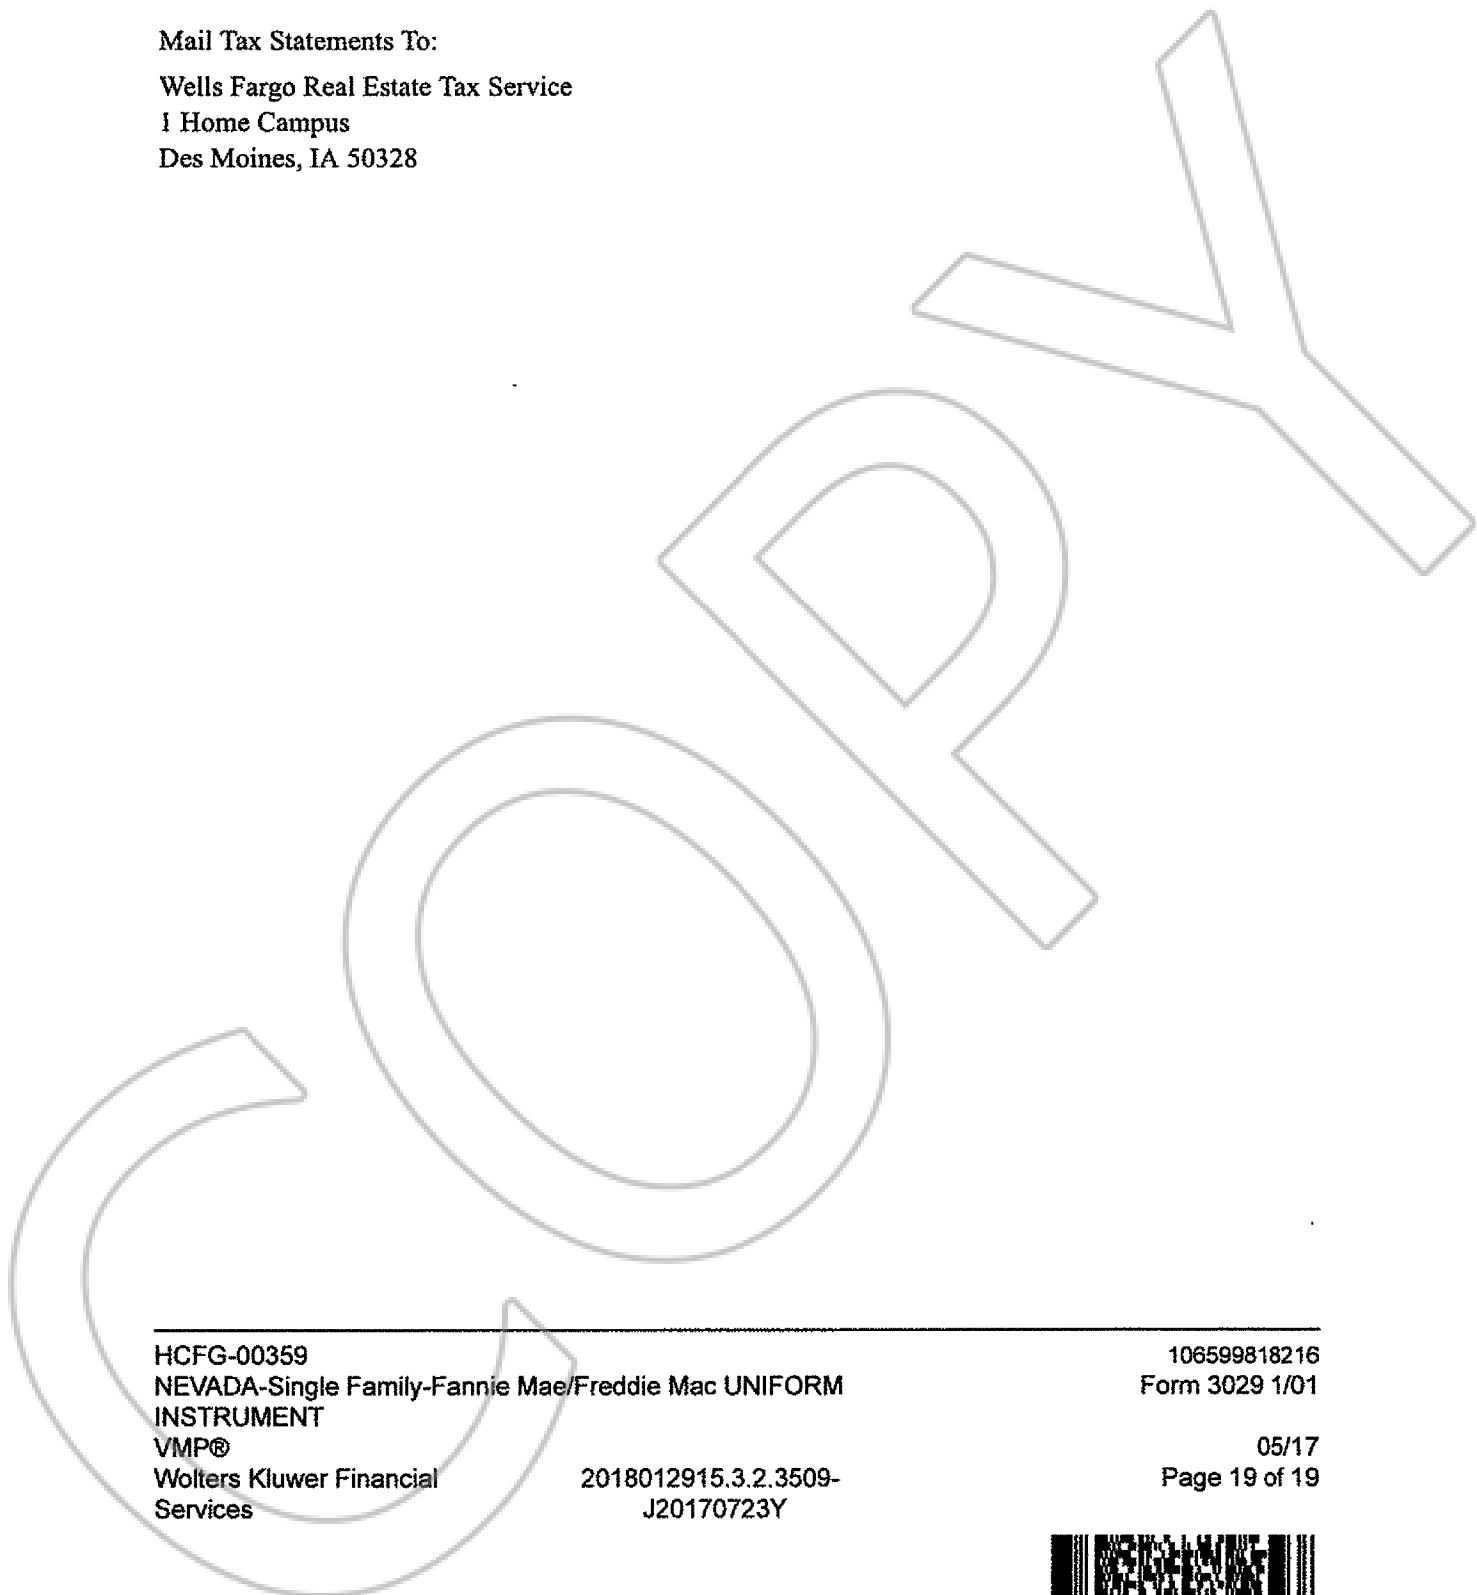 Mail Tax Statements To:
Wells Fargo Real Estate Tax Service
1 Home Campus
Des Moines, IA 50328
COPY
HCFG-00359 106599818216
NEVADA-Single Family-Fannie Mae/Freddie Mac UNIFORM Form 3029 1/01
INSTRUMENT
VMP® 05/17
Wolters Kluwer Financial 2018012915.3.2.3509- Page 19 of 19
Services J20170723Y